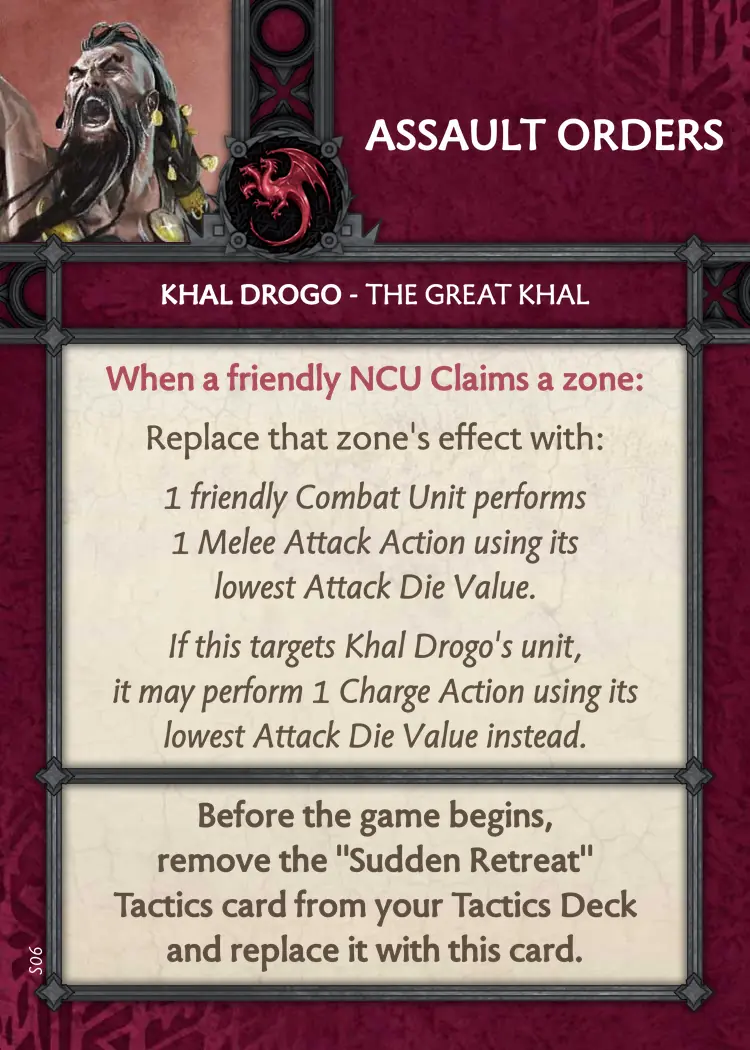 ASSAULT ORDERS
KHAL DROGO - THE GREAT KHAL
When a friendly NCU Claims a zone:
Replace that zone's effect with:
1 friendly Combat Unit performs
1 Melee Attack Action using its
lowest Attack Die Value.
If this targets Khal Drogo's unit,
it may perform 1 Charge Action using its
lowest Attack Die Value instead.
Before the game begins,
remove the "Sudden Retreat"
Tactics card from your Tactics Deck
and replace it with this card.
S06